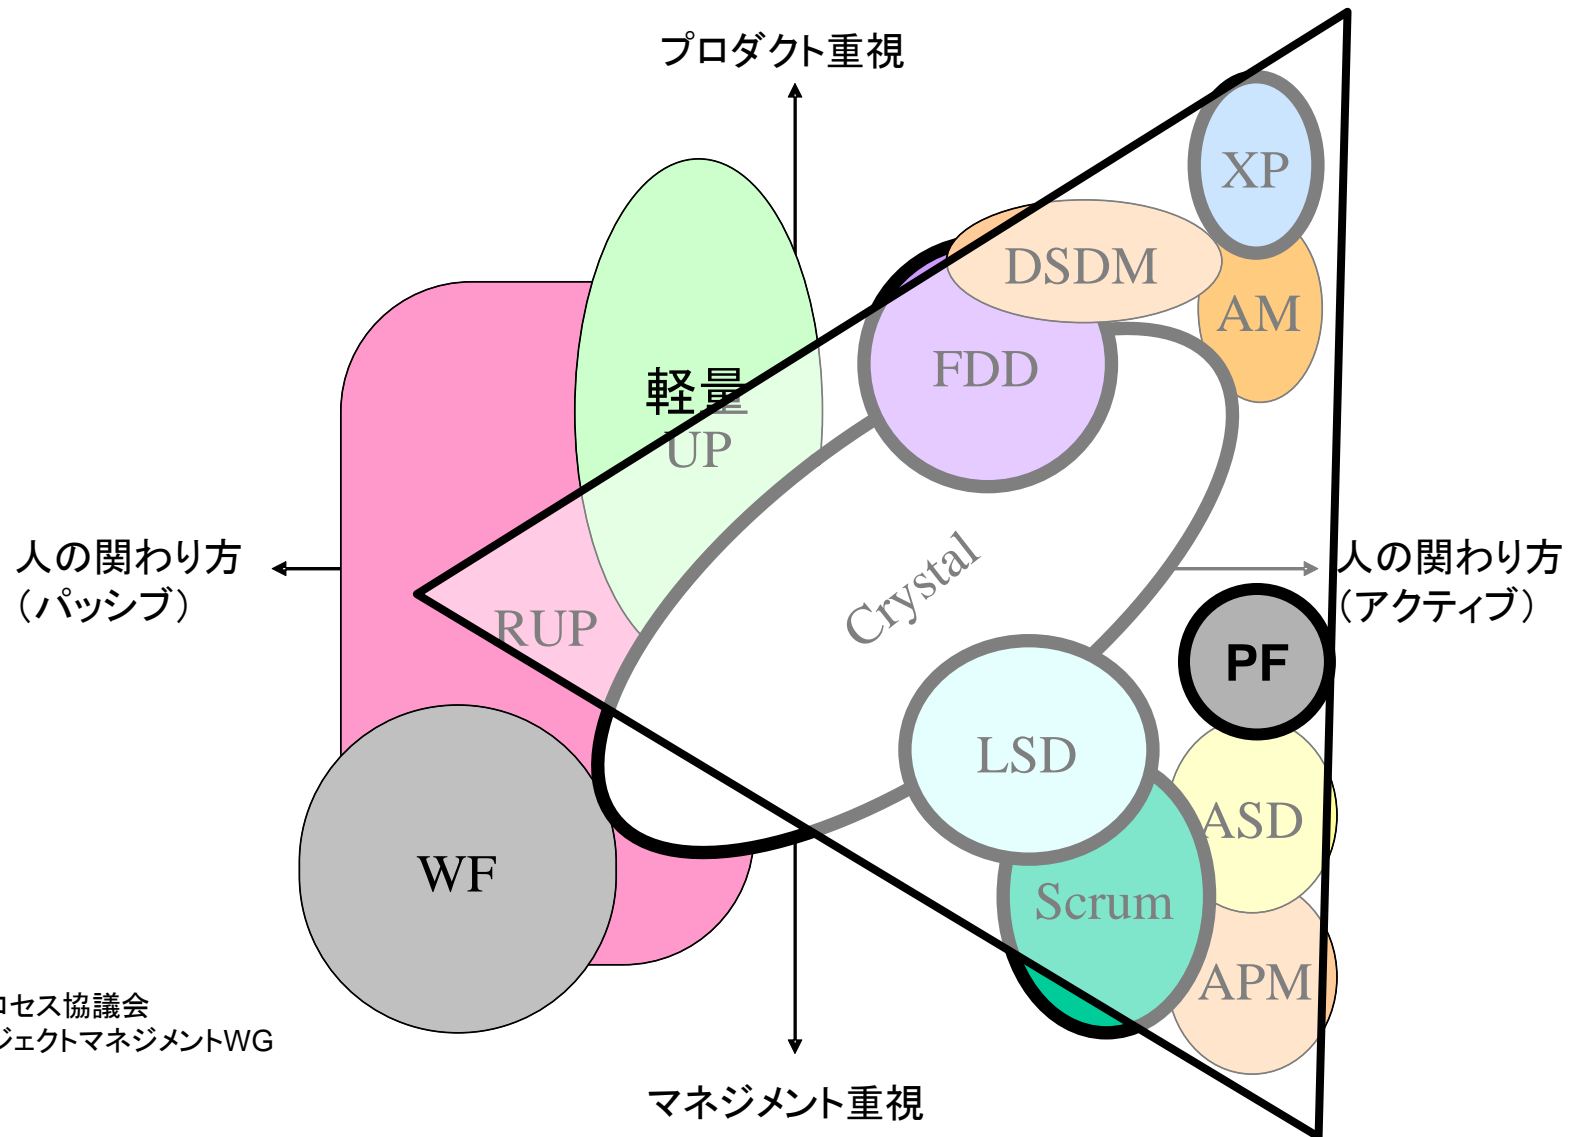 プロダクト重視
XP
DSDM
AM
FDD
軽量
UP
人の関わり方
（パッシブ）
人の関わり方
（アクティブ）
Crystal
RUP
PF
LSD
ASD
WF
Scrum
APM
ロセス協議会
ジェクトマネジメントWG
マネジメント重視